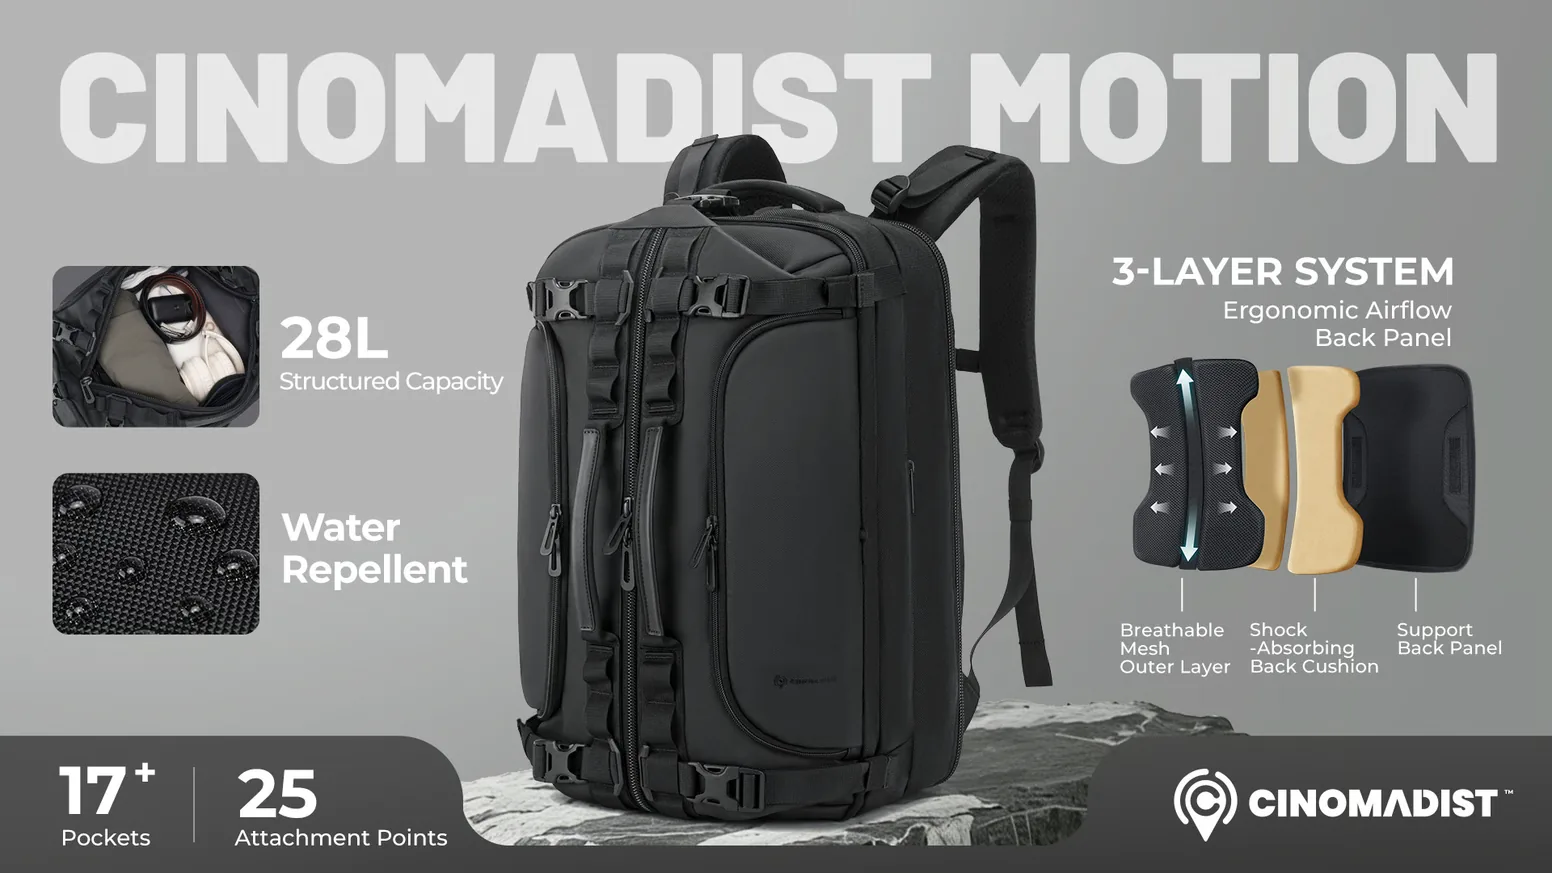 CINOMADIST MOTION
28L
Structured Capacity
Water
Repellent
3-LAYER SYSTEM
Ergonomic Airflow
Back Panel
Breathable
Mesh
Outer Layer
Shock
-Absorbing
Back Cushion
Support
Back Panel
17+
Pockets
25
Attachment Points
CINOMADIST™